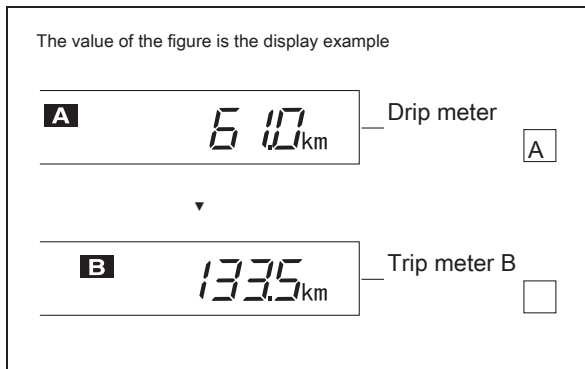 The value of the figure is the display example
A 61.0km Drip meter
A
▼
B 133.5km Trip meter B